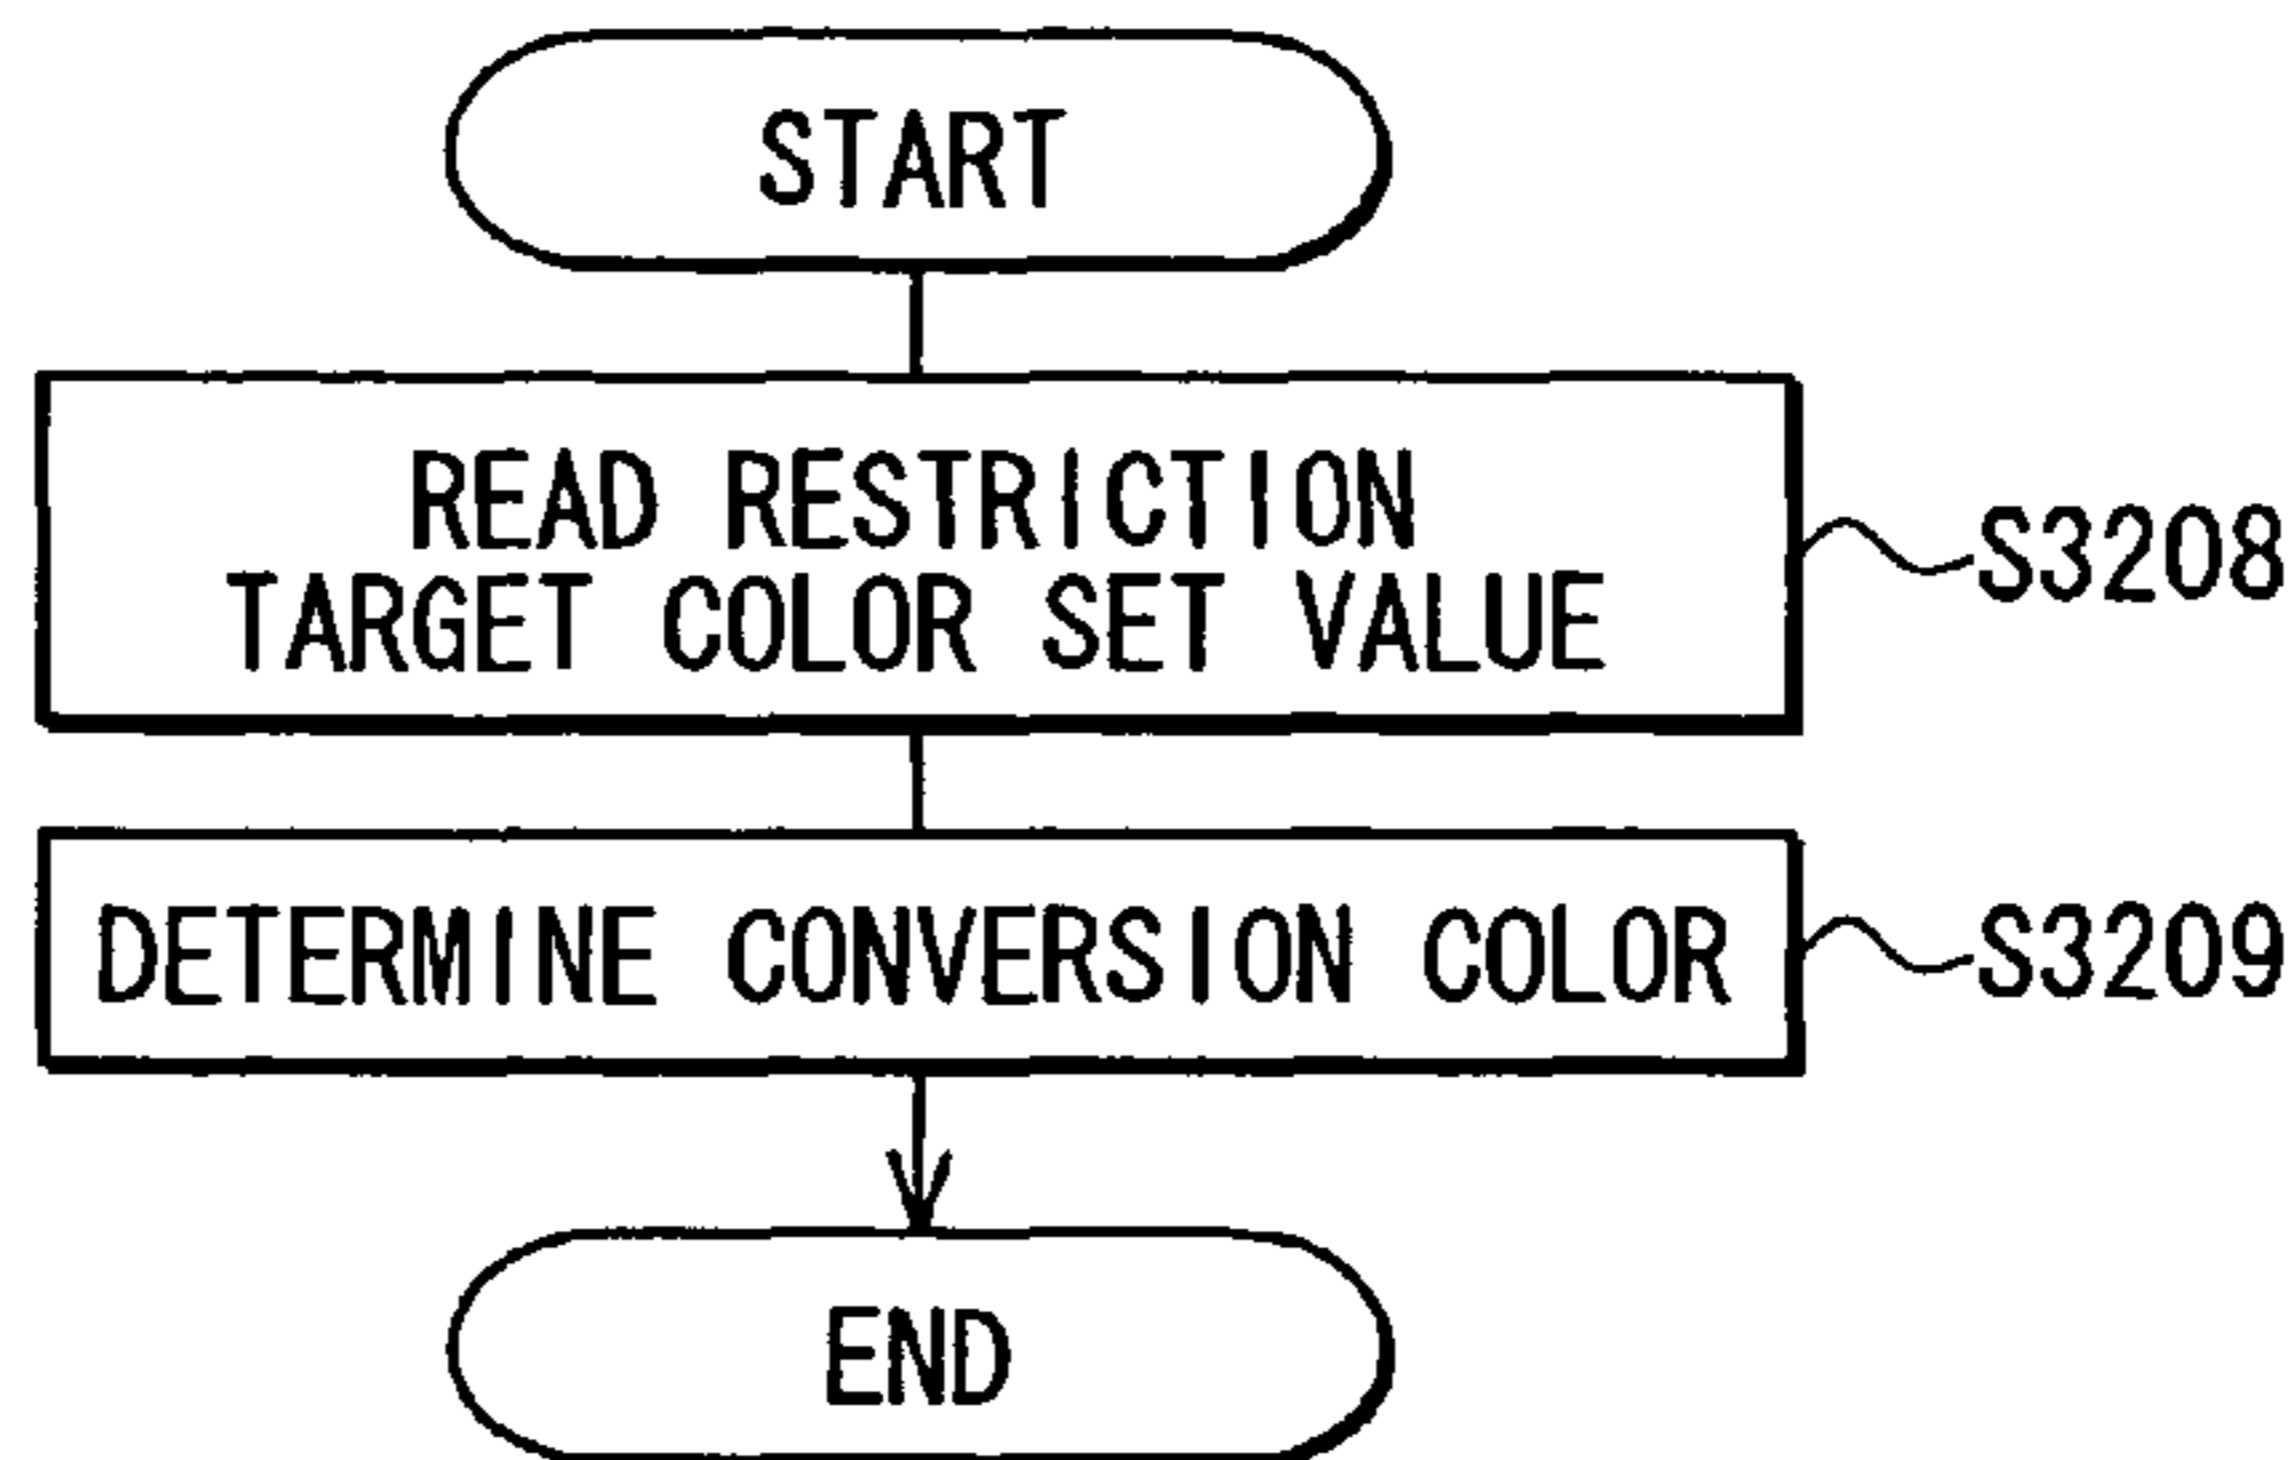 START
READ RESTRICTION
TARGET COLOR SET VALUE
S3208
DETERMINE CONVERSION COLOR
S3209
END